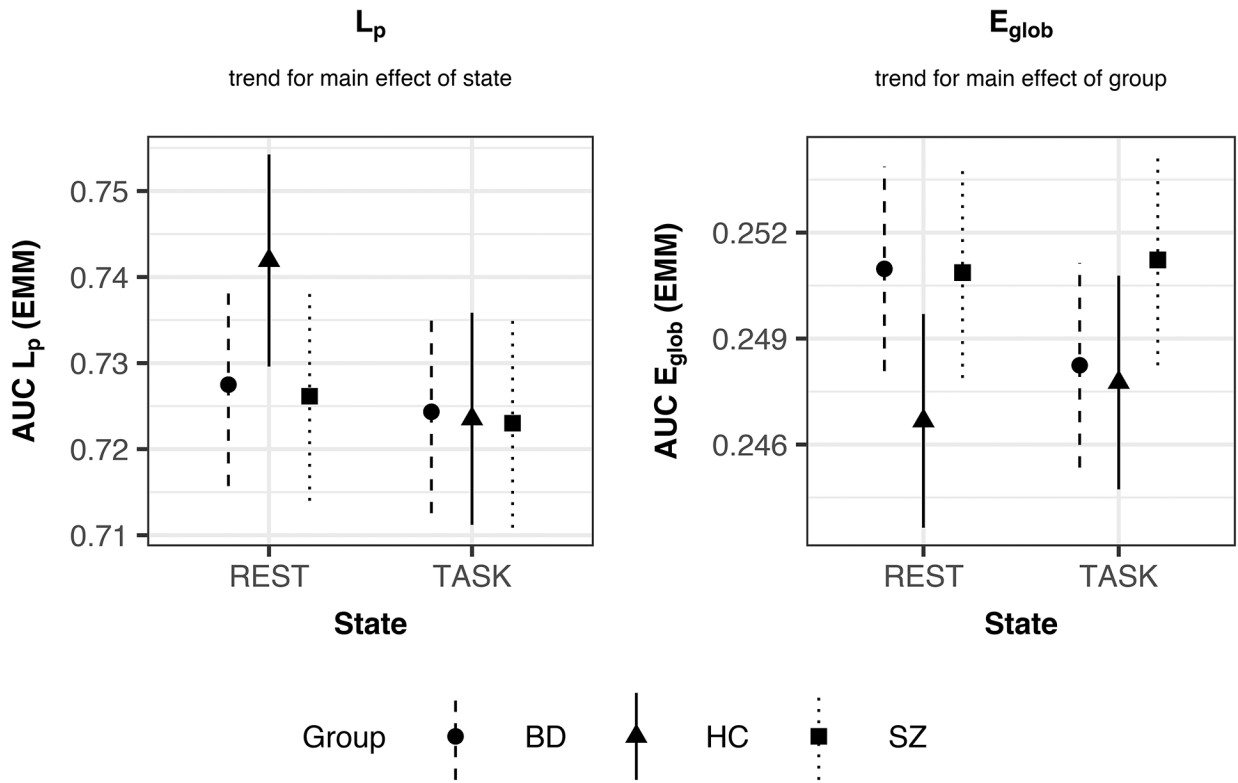 Lp
trend for main effect of state
AUC Lp (EMM)
0.75
0.74
0.73
0.72
0.71
REST TASK
State
Eglob
trend for main effect of group
AUC Eglob (EMM)
0.252
0.249
0.246
REST TASK
State
Group BD HC SZ